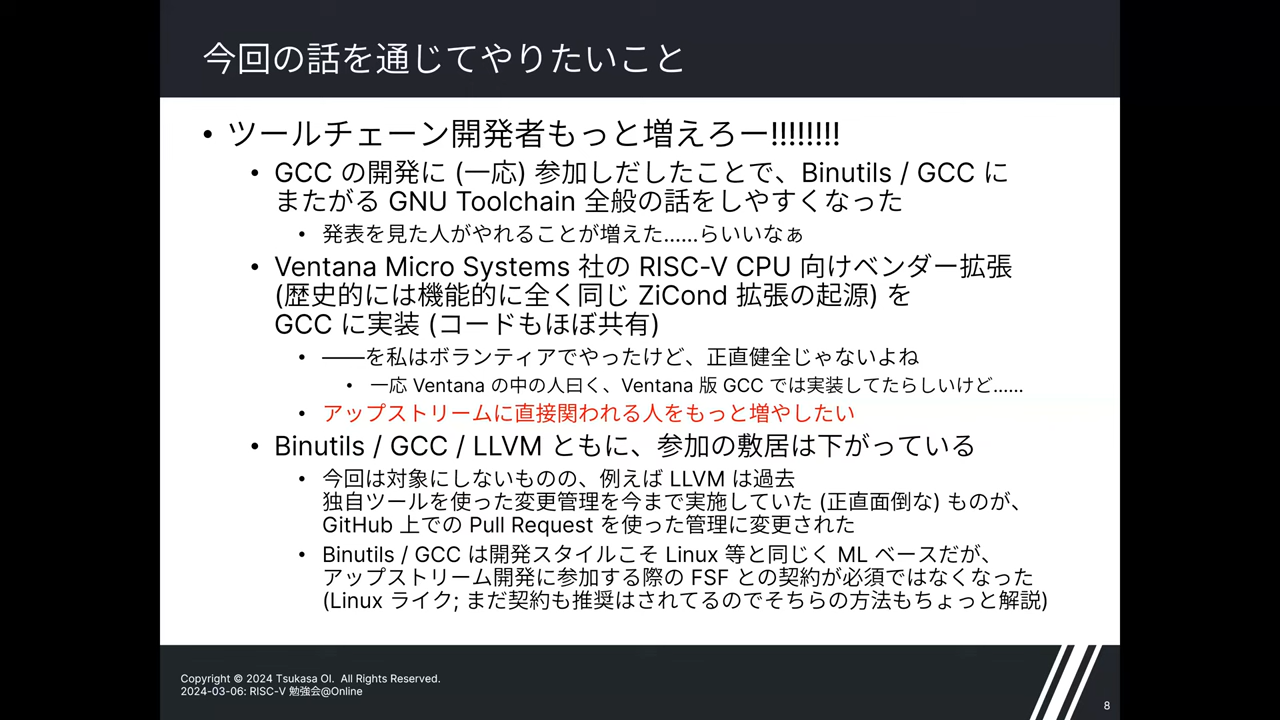 今回の話を通じてやりたいこと
• ツールチェーン開発者もっと増えろー!!!!!!!!
• GCC の開発に (一応) 参加しだしたことで、Binutils / GCC に
またがる GNU Toolchain 全般の話をしやすくなった
• 発表を見た人がやれることが増えた……らいいなぁ
• Ventana Micro Systems 社の RISC-V CPU 向けベンダー拡張
(歴史的には機能的に全く同じ ZiCond 拡張の起源) を
GCC に実装 (コードもほぼ共有)
• ――を私はボランティアでやったけど、正直健全じゃないよね
• 一応 Ventana の中の人曰く、Ventana 版 GCC では実装してたらしいけど……
• アップストリームに直接関われる人をもっと増やしたい
• Binutils / GCC / LLVM ともに、参加の敷居は下がっている
• 今回は対象にしないものの、例えば LLVM は過去
独自ツールを使った変更管理を今まで実施していた (正直面倒な) ものが、
GitHub 上での Pull Request を使った管理に変更された
• Binutils / GCC は開発スタイルこそ Linux 等と同じく ML ベースだが、
アップストリーム開発に参加する際の FSF との契約が必須ではなくなった
(Linux ライク; まだ契約も推奨はされてるのでそちらの方法もちょっと解説)
Copyright © 2024 Tsukasa OI. All Rights Reserved.
2024-03-06: RISC-V 勉強会@Online
8